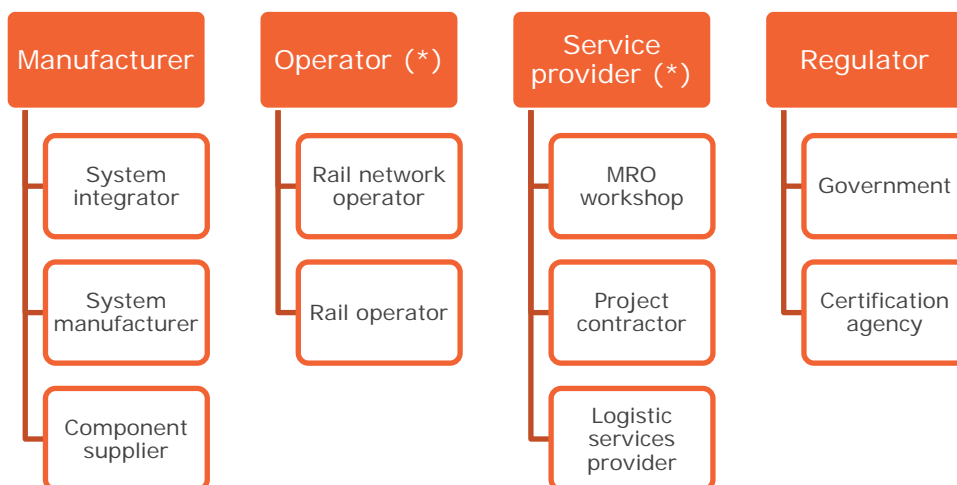 Manufacturer
System
integrator
System
manufacturer
Component
supplier
Operator (*)
Rail network
operator
Rail operator
Service
provider (*)
MRO
workshop
Project
contractor
Logistic
services
provider
Regulator
Government
Certification
agency